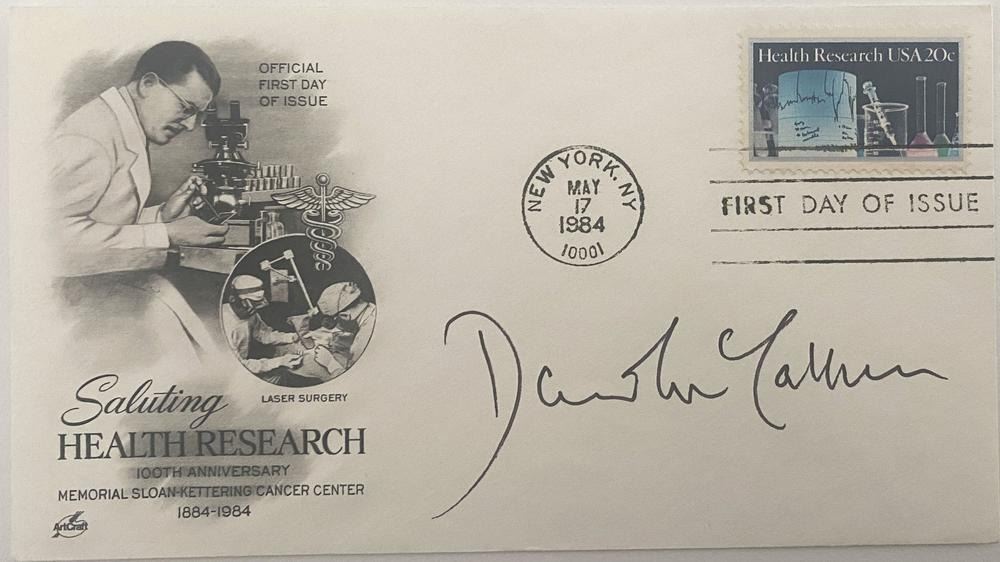 OFFICIAL
FIRST DAY
OF ISSUE
Health Research USA 20c
NEW YORK, NY
MAY
17
1984
10001
FIRST DAY OF ISSUE
LASER SURGERY
Saluting
HEALTH RESEARCH
100TH ANNIVERSARY
MEMORIAL SLOAN-KETTERING CANCER CENTER
1884-1984
ArtCraft